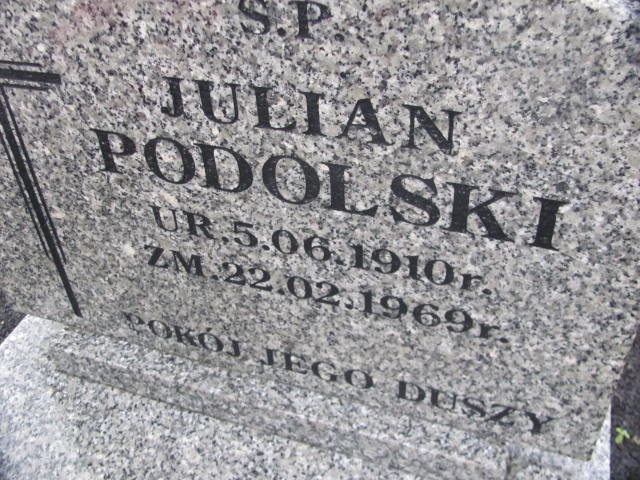 Ś.P.
JULIAN
PODOLSKI
UR.5.06.1910r.
ZM.22.02.1969r.
POKÓJ JEGO DUSZY